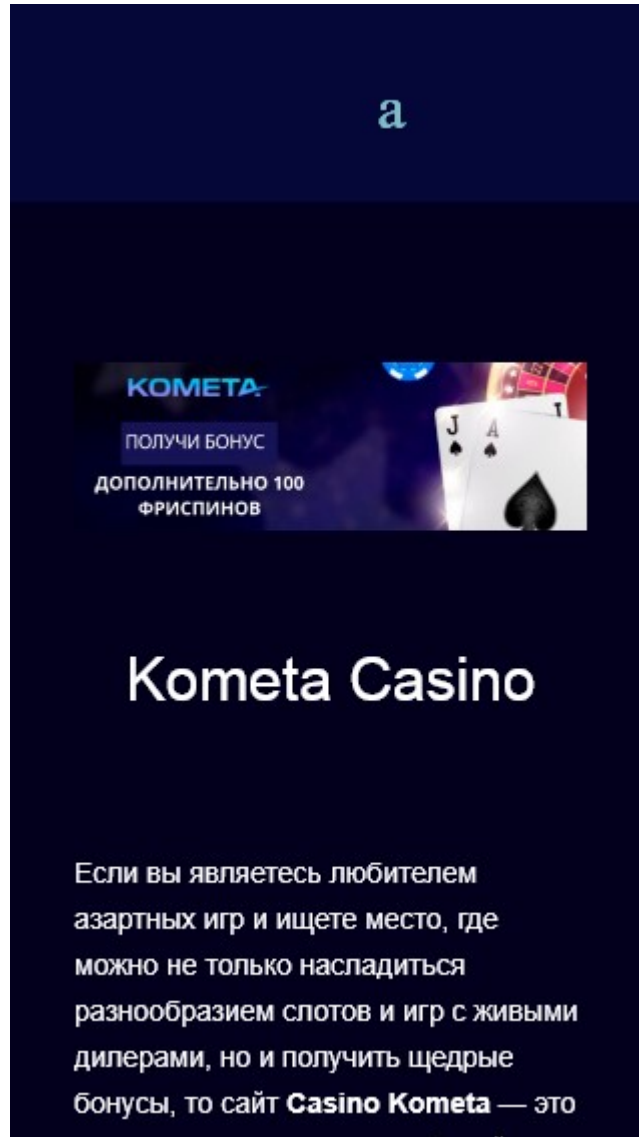 a
KOMETA
ПОЛУЧИ БОНУС
ДОПОЛНИТЕЛЬНО 100
ФРИСПИНОВ
J
A
J
Kometa Casino
Если вы являетесь любителем
азартных игр и ищете место, где
можно не только насладиться
разнообразием слотов и игр с живыми
дилерами, но и получить щедрые
бонусы, то сайт Casino Kometa — это